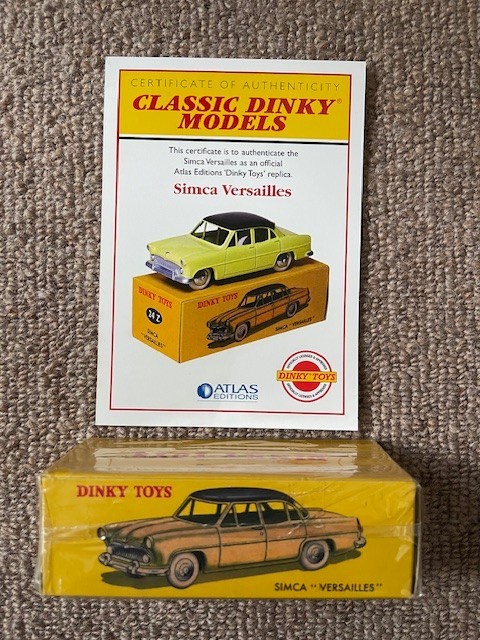 CERTIFICATE OF AUTHENTICITY
CLASSIC DINKY®
MODELS
This certificate is to authenticate the
Simca Versailles as an official
Atlas Editions 'Dinky Toys' replica.
Simca Versailles
DINKY TOYS
24 Z
SIMCA
"VERSAILLES"
DINKY TOYS
SIMCA "VERSAILLES"
ATLAS
EDITIONS
DINKY TOYS
DINKY TOYS
SIMCA "VERSAILLES"